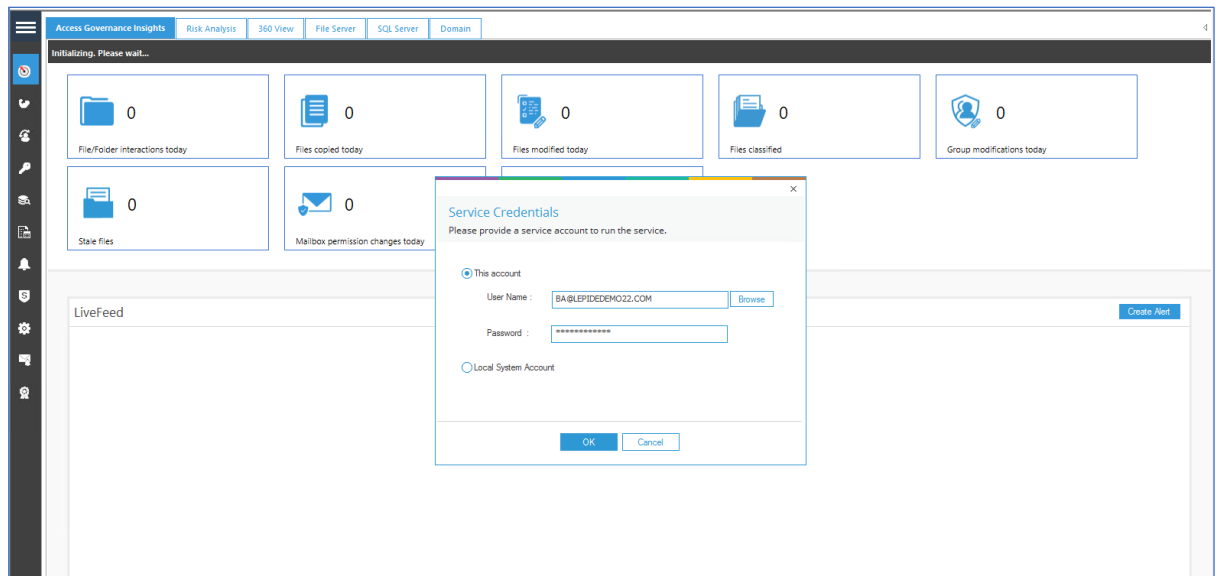 Access Governance Insights Risk Analysis 360 View File Server SQL Server Domain
Initializing. Please wait...
0 0 0 0 0
File/Folder interactions today Files copied today Files modified today Files classified Group modifications today
0 0
Stale files Mailbox permission changes today
×
Service Credentials
Please provide a service account to run the service.
This account
User Name : BA@LEPIDEDEMO22.COM Browse
LiveFeed Create Alert
Password : ************
Local System Account
OK Cancel